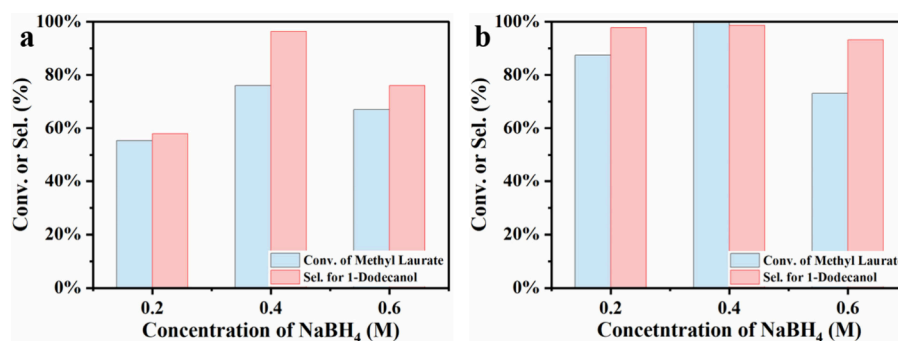 a
100%
80%
60%
40%
20%
0%
Conv. or Sel. (%)
Conv. of Methyl Laurate
Sel. for 1-Dodecanol
0.2 0.4 0.6
Concentration of NaBH₄ (M)
b
100%
80%
60%
40%
20%
0%
Conv. or Sel. (%)
Conv. of Methyl Laurate
Sel. for 1-Dodecanol
0.2 0.4 0.6
Concetntration of NaBH₄ (M)